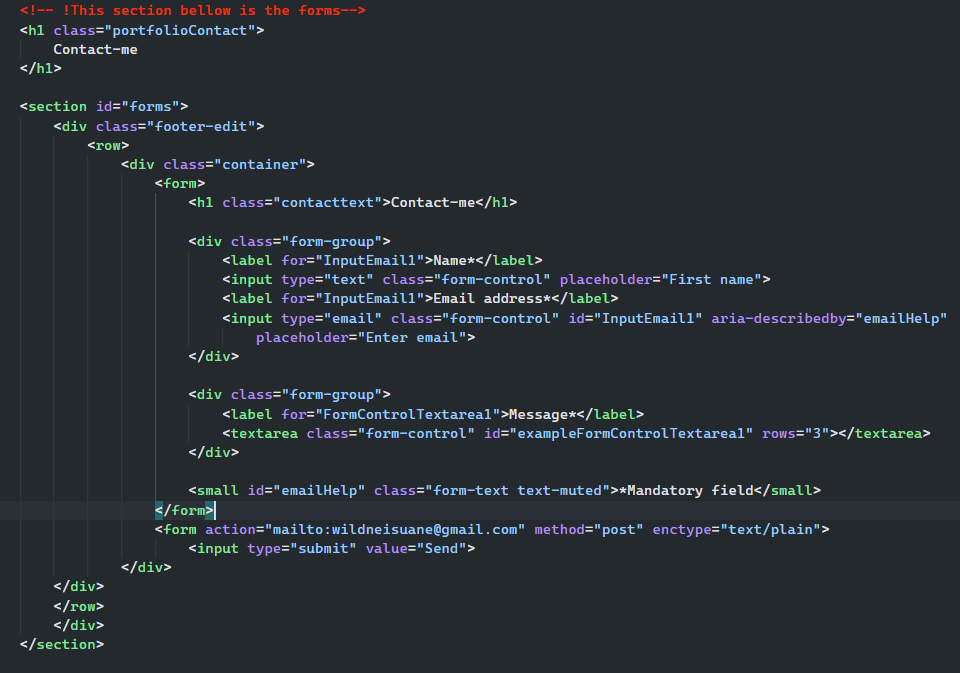 <!-- !This section bellow is the forms-->
<h1 class="portfolioContact">
    Contact-me
</h1>

<section id="forms">
    <div class="footer-edit">
        <row>
            <div class="container">
                <form>
                    <h1 class="contacttext">Contact-me</h1>

                    <div class="form-group">
                        <label for="InputEmail1">Name*</label>
                        <input type="text" class="form-control" placeholder="First name">
                        <label for="InputEmail1">Email address*</label>
                        <input type="email" class="form-control" id="InputEmail1" aria-describedby="emailHelp"
                            placeholder="Enter email">
                    </div>

                    <div class="form-group">
                        <label for="FormControlTextarea1">Message*</label>
                        <textarea class="form-control" id="exampleFormControlTextarea1" rows="3"></textarea>
                    </div>

                    <small id="emailHelp" class="form-text text-muted">*Mandatory field</small>
                </form>
                <form action="mailto:wildneisuane@gmail.com" method="post" enctype="text/plain">
                    <input type="submit" value="Send">
            </div>
    </div>
    </row>
    </div>
</section>